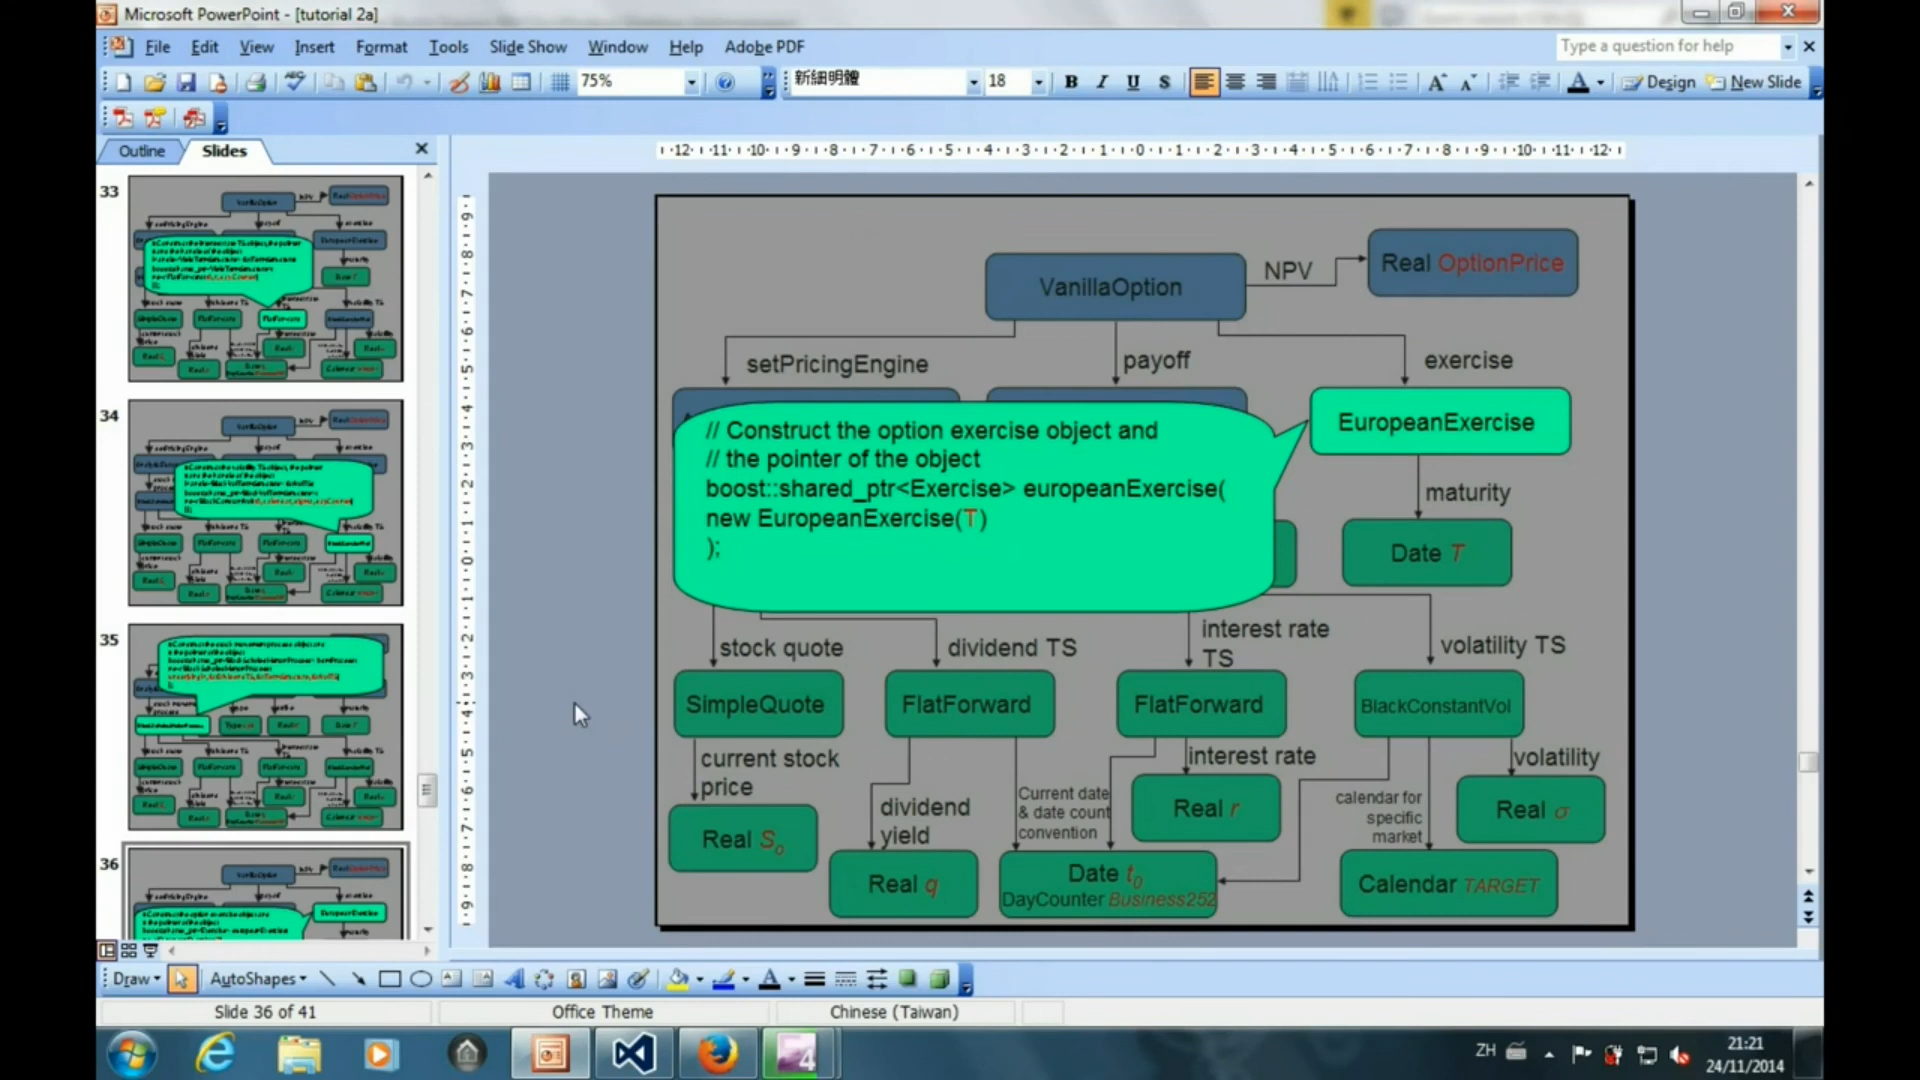 Microsoft PowerPoint - [tutorial 2a]
File Edit View Insert Format Tools Slide Show Window Help Adobe PDF
Type a question for help
75%
新細明體
18
Design
New Slide
Outline
Slides
33
34
35
36
VanillaOption
NPV
Real OptionPrice
setPricingEngine
payoff
exercise
EuropeanExercise
// Construct the option exercise object and
// the pointer of the object
boost::shared_ptr<Exercise> europeanExercise(
new EuropeanExercise(T)
);
maturity
Date T
stock quote
dividend TS
interest rate
TS
volatility TS
SimpleQuote
FlatForward
FlatForward
BlackConstantVol
current stock
price
dividend
yield
Current date
& date count
convention
interest rate
calendar for
specific
market
volatility
Real S₀
Real q
Date t₀
DayCounter Business252
Real r
Calendar TARGET
Real σ
Draw
AutoShapes
Slide 36 of 41
Office Theme
Chinese (Taiwan)
ZH
21:21
24/11/2014